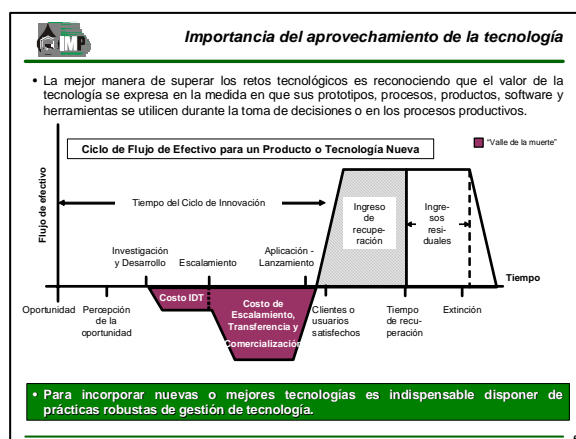 IMP
Importancia del aprovechamiento de la tecnología
• La mejor manera de superar los retos tecnológicos es reconociendo que el valor de la
tecnología se expresa en la medida en que sus prototipos, procesos, productos, software y
herramientas se utilicen durante la toma de decisiones o en los procesos productivos.
Ciclo de Flujo de Efectivo para un Producto o Tecnología Nueva
"Valle de la muerte"
Flujo de efectivo
Tiempo del Ciclo de Innovación
Ingreso
de
recupe-
ración
Ingre-
sos
resi-
duales
Investigación
y Desarrollo
Escalamiento
Aplicación -
Lanzamiento
Tiempo
Oportunidad
Percepción
de la
oportunidad
Costo IDT
Costo de
Escalamiento,
Transferencia y
Comercialización
Clientes o
usuarios
satisfechos
Tiempo
de recu-
peración
Extinción
• Para incorporar nuevas o mejores tecnologías es indispensable disponer de
prácticas robustas de gestión de tecnología.